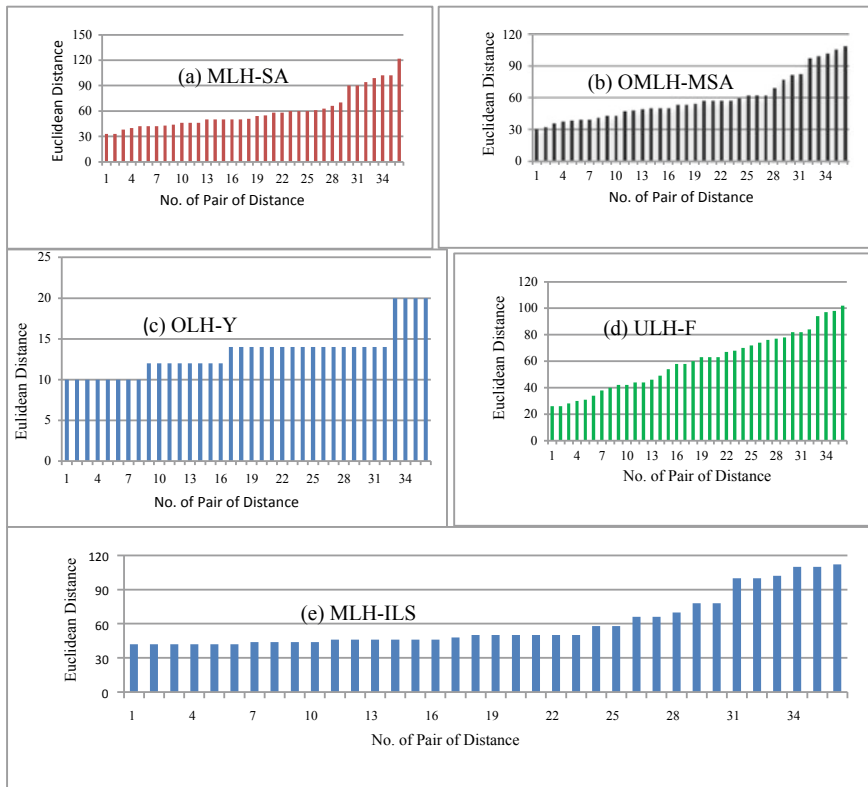 150
120
90
60
30
0
Euclidean Distance
(a) MLH-SA
1 4 7 10 13 16 19 22 25 28 31 34
No. of Pair of Distance
120
90
60
30
0
Euclidean Distance
(b) OMLH-MSA
1 4 7 10 13 16 19 22 25 28 31 34
No. of Pair of Distance
25
20
15
10
5
0
Eulidean Distance
(c) OLH-Y
1 4 7 10 13 16 19 22 25 28 31 34
No. of Pair of Distance
120
100
80
60
40
20
0
Euclidean Distance
(d) ULH-F
1 4 7 10 13 16 19 22 25 28 31 34
No. of Pair of Distance
120
90
60
30
0
Euclidean Distance
(e) MLH-ILS
1 4 7 10 13 16 19 22 25 28 31 34
No. of Pair of Distance